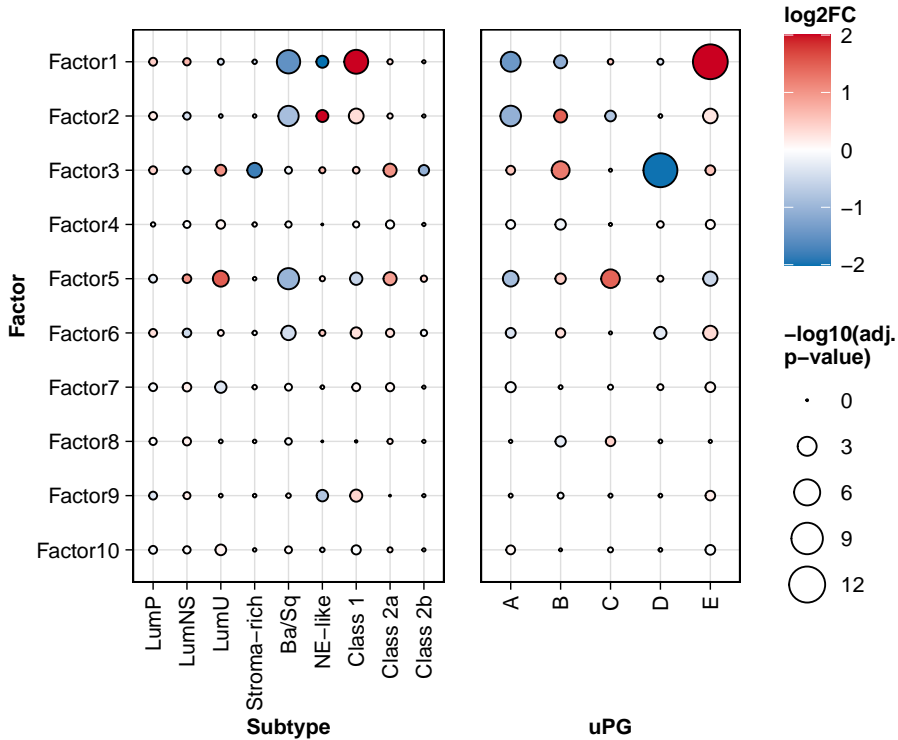 log2FC
2
1
0
−1
−2
Factor1
Factor2
Factor3
Factor4
Factor5
Factor6
Factor7
Factor8
Factor9
Factor10
Factor
LumP
LumNS
LumU
Stroma−rich
Ba/Sq
NE−like
Class 1
Class 2a
Class 2b
Subtype
A
B
C
D
E
uPG
−log10(adj.
p−value)
0
3
6
9
12